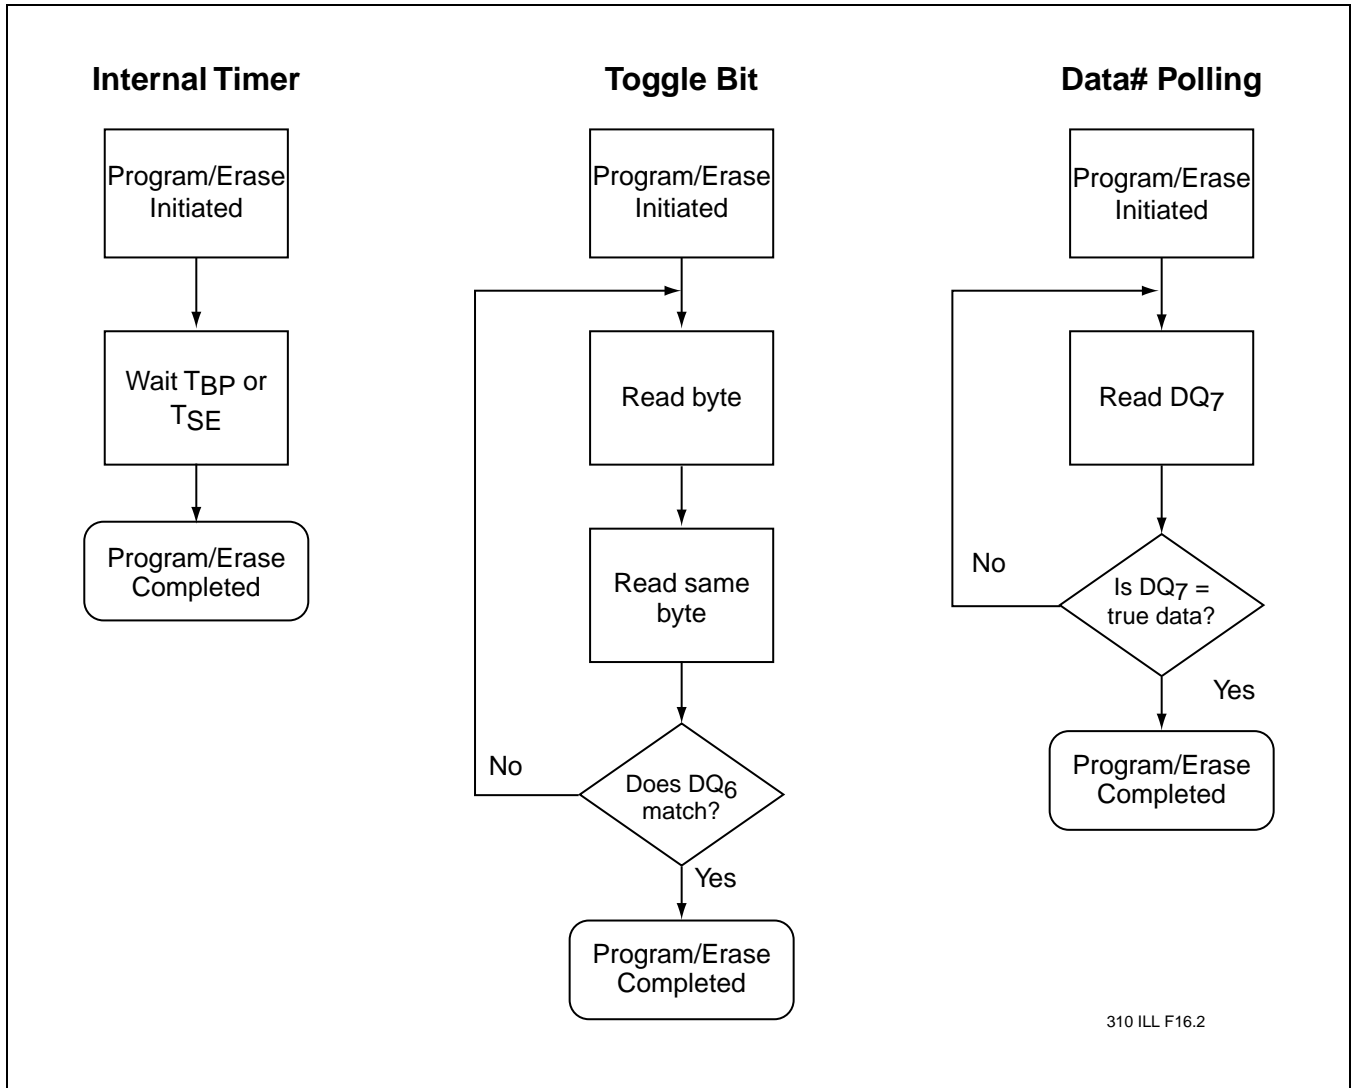 Internal Timer
Program/Erase
Initiated
Wait TBP or
TSE
Program/Erase
Completed
Toggle Bit
Program/Erase
Initiated
Read byte
Read same
byte
Does DQ6
match?
No
Yes
Program/Erase
Completed
Data# Polling
Program/Erase
Initiated
Read DQ7
Is DQ7 =
true data?
No
Yes
Program/Erase
Completed
310 ILL F16.2